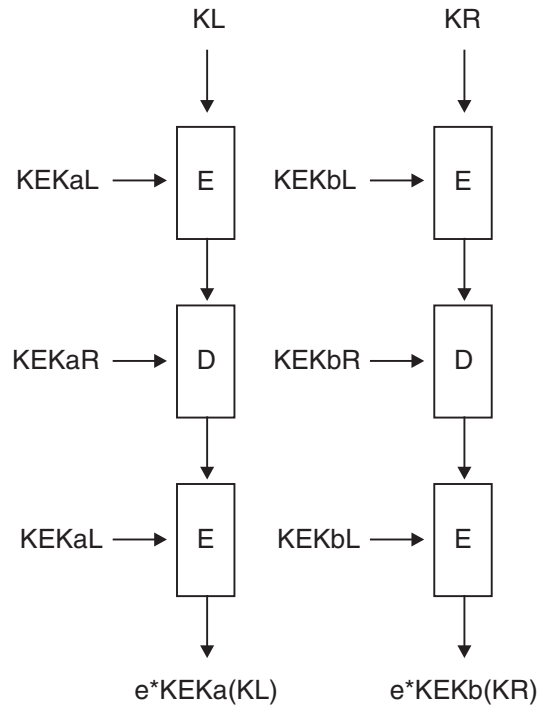 KL KR
KEKaL E KEKbL E
KEKaR D KEKbR D
KEKaL E KEKbL E
e*KEKa(KL) e*KEKb(KR)